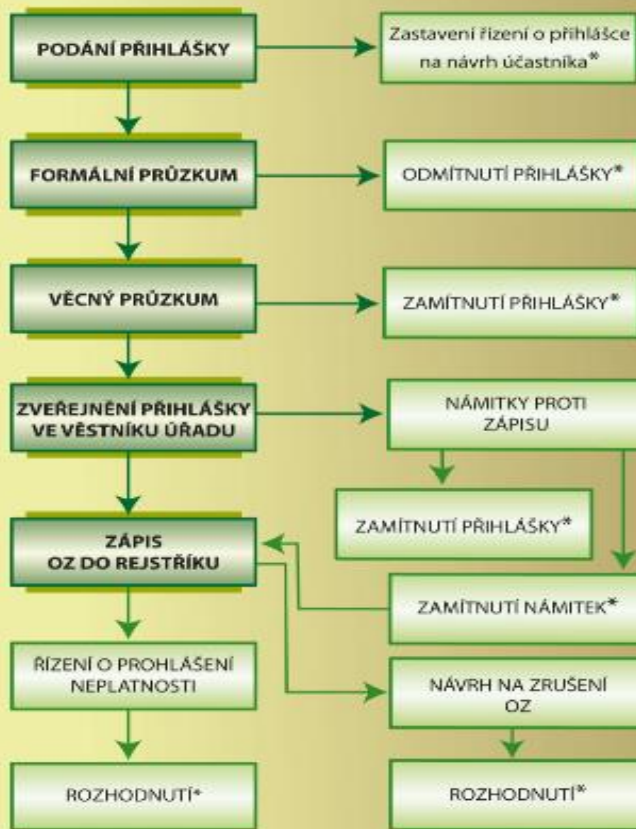 PODÁNÍ PŘIHLÁŠKY
Zastavení řízení o přihlášce
na návrh účastníka*
FORMÁLNÍ PRŮZKUM
ODMÍTNUTÍ PŘIHLÁŠKY*
VĚCNÝ PRŮZKUM
ZAMÍTNUTÍ PŘIHLÁŠKY*
ZVEŘEJNĚNÍ PŘIHLÁŠKY
VE VĚSTNÍKU ÚŘADU
NÁMITKY PROTI
ZÁPISU
ZAMÍTNUTÍ PŘIHLÁŠKY*
ZÁPIS
OZ DO REJSTŘÍKU
ZAMÍTNUTÍ NÁMITEK*
ŘÍZENÍ O PROHLÁŠENÍ
NEPLATNOSTI
NÁVRH NA ZRUŠENÍ
OZ
ROZHODNUTÍ*
ROZHODNUTÍ*